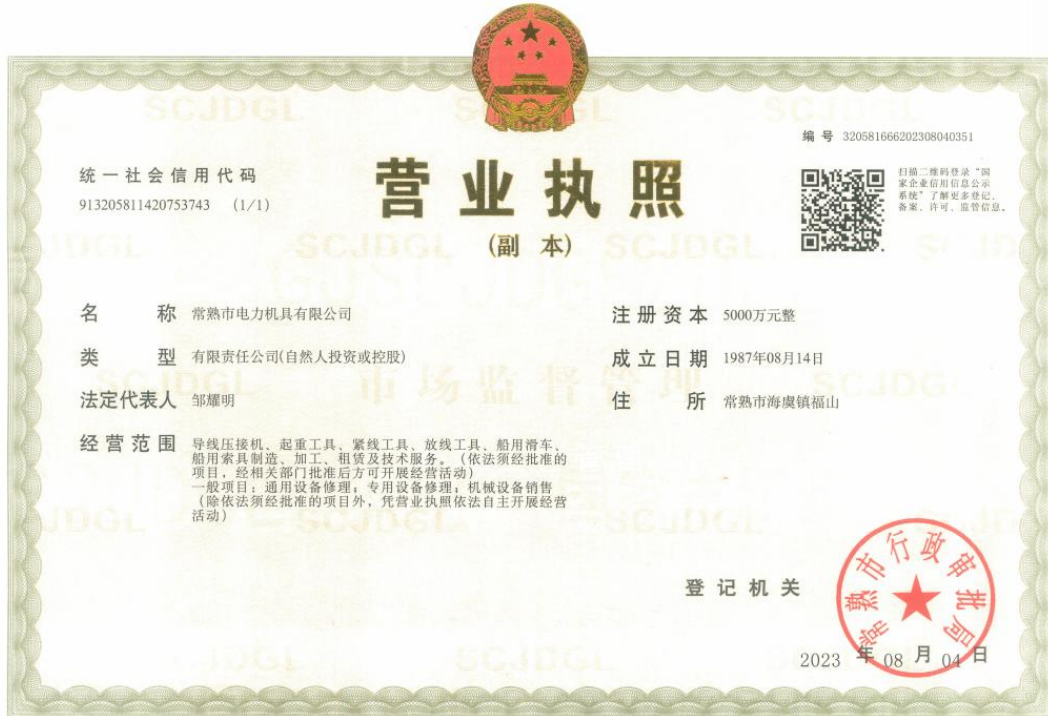 编 号 320581666202308040351
统一社会信用代码
913205811420753743 (1/1)
营业执照
(副 本)
扫描二维码登录“国
家企业信用信息公示
系统”了解更多登记、
备案、许可、监管信息。
名 称 常熟市电力机具有限公司
注册资本 5000万元整
类 型 有限责任公司(自然人投资或控股)
成立日期 1987年08月14日
法定代表人 邹耀明
住 所 常熟市海虞镇福山
经营范围 导线压接机、起重工具、紧线工具、放线工具、船用滑车、
船用索具制造、加工、租赁及技术服务。(依法须经批准的
项目,经相关部门批准后方可开展经营活动)
一般项目:通用设备修理;专用设备修理;机械设备销售
(除依法须经批准的项目外,凭营业执照依法自主开展经营
活动)
登记机关
常熟市行政审批局
2023 年 08 月 04 日
市场监督管理
SCJDGL